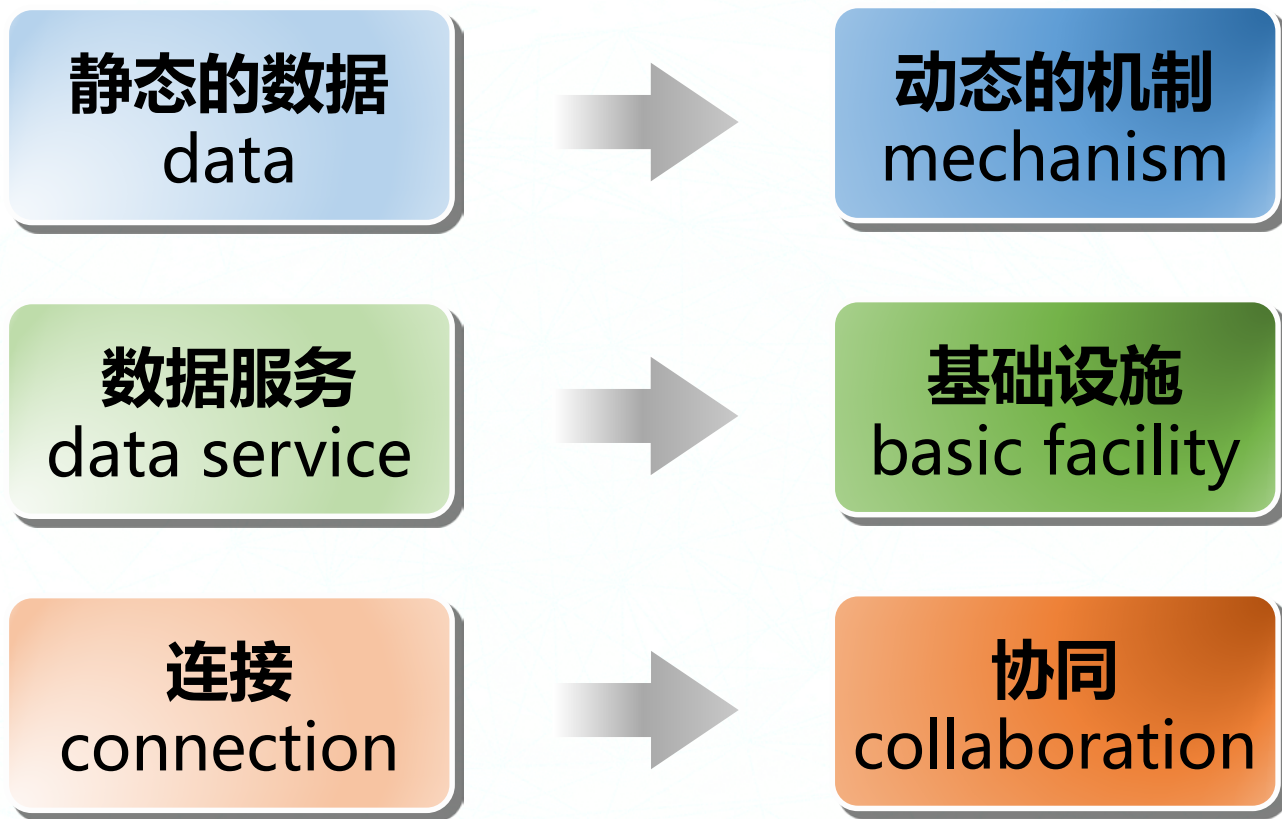 静态的数据
data
动态的机制
mechanism
数据服务
data service
基础设施
basic facility
连接
connection
协同
collaboration